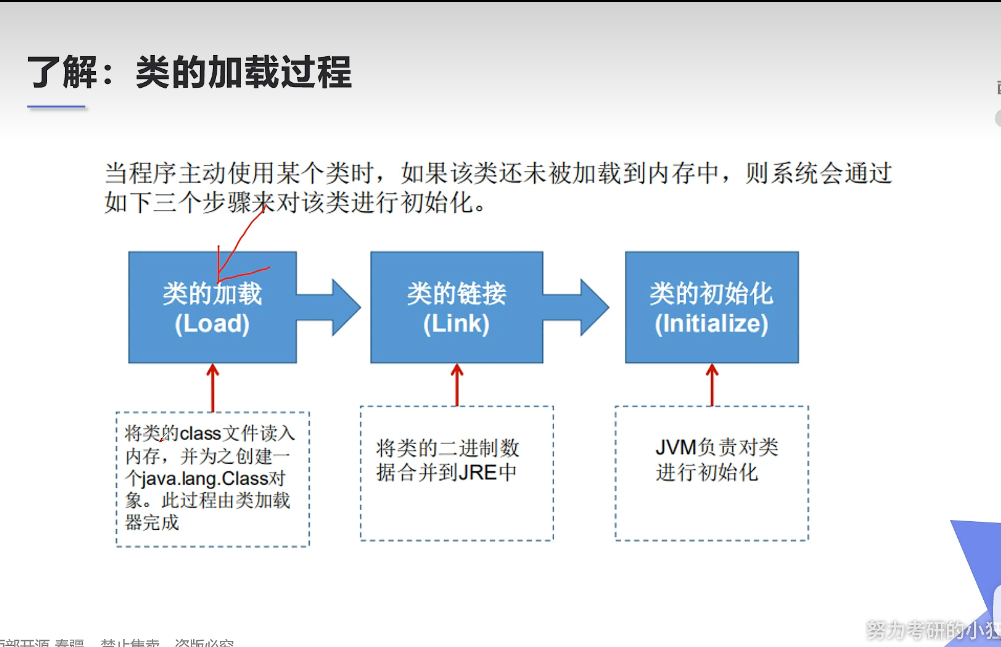 了解：类的加载过程
当程序主动使用某个类时，如果该类还未被加载到内存中，则系统会通过
如下三个步骤来对该类进行初始化。
类的加载
(Load)
类的链接
(Link)
类的初始化
(Initialize)
将类的class文件读入
内存，并为之创建一
个java.lang.Class对
象。此过程由类加载
器完成
将类的二进制数
据合并到JRE中
JVM负责对类
进行初始化
部开源 秦疆 禁止售卖，盗版必究
努力考研的小